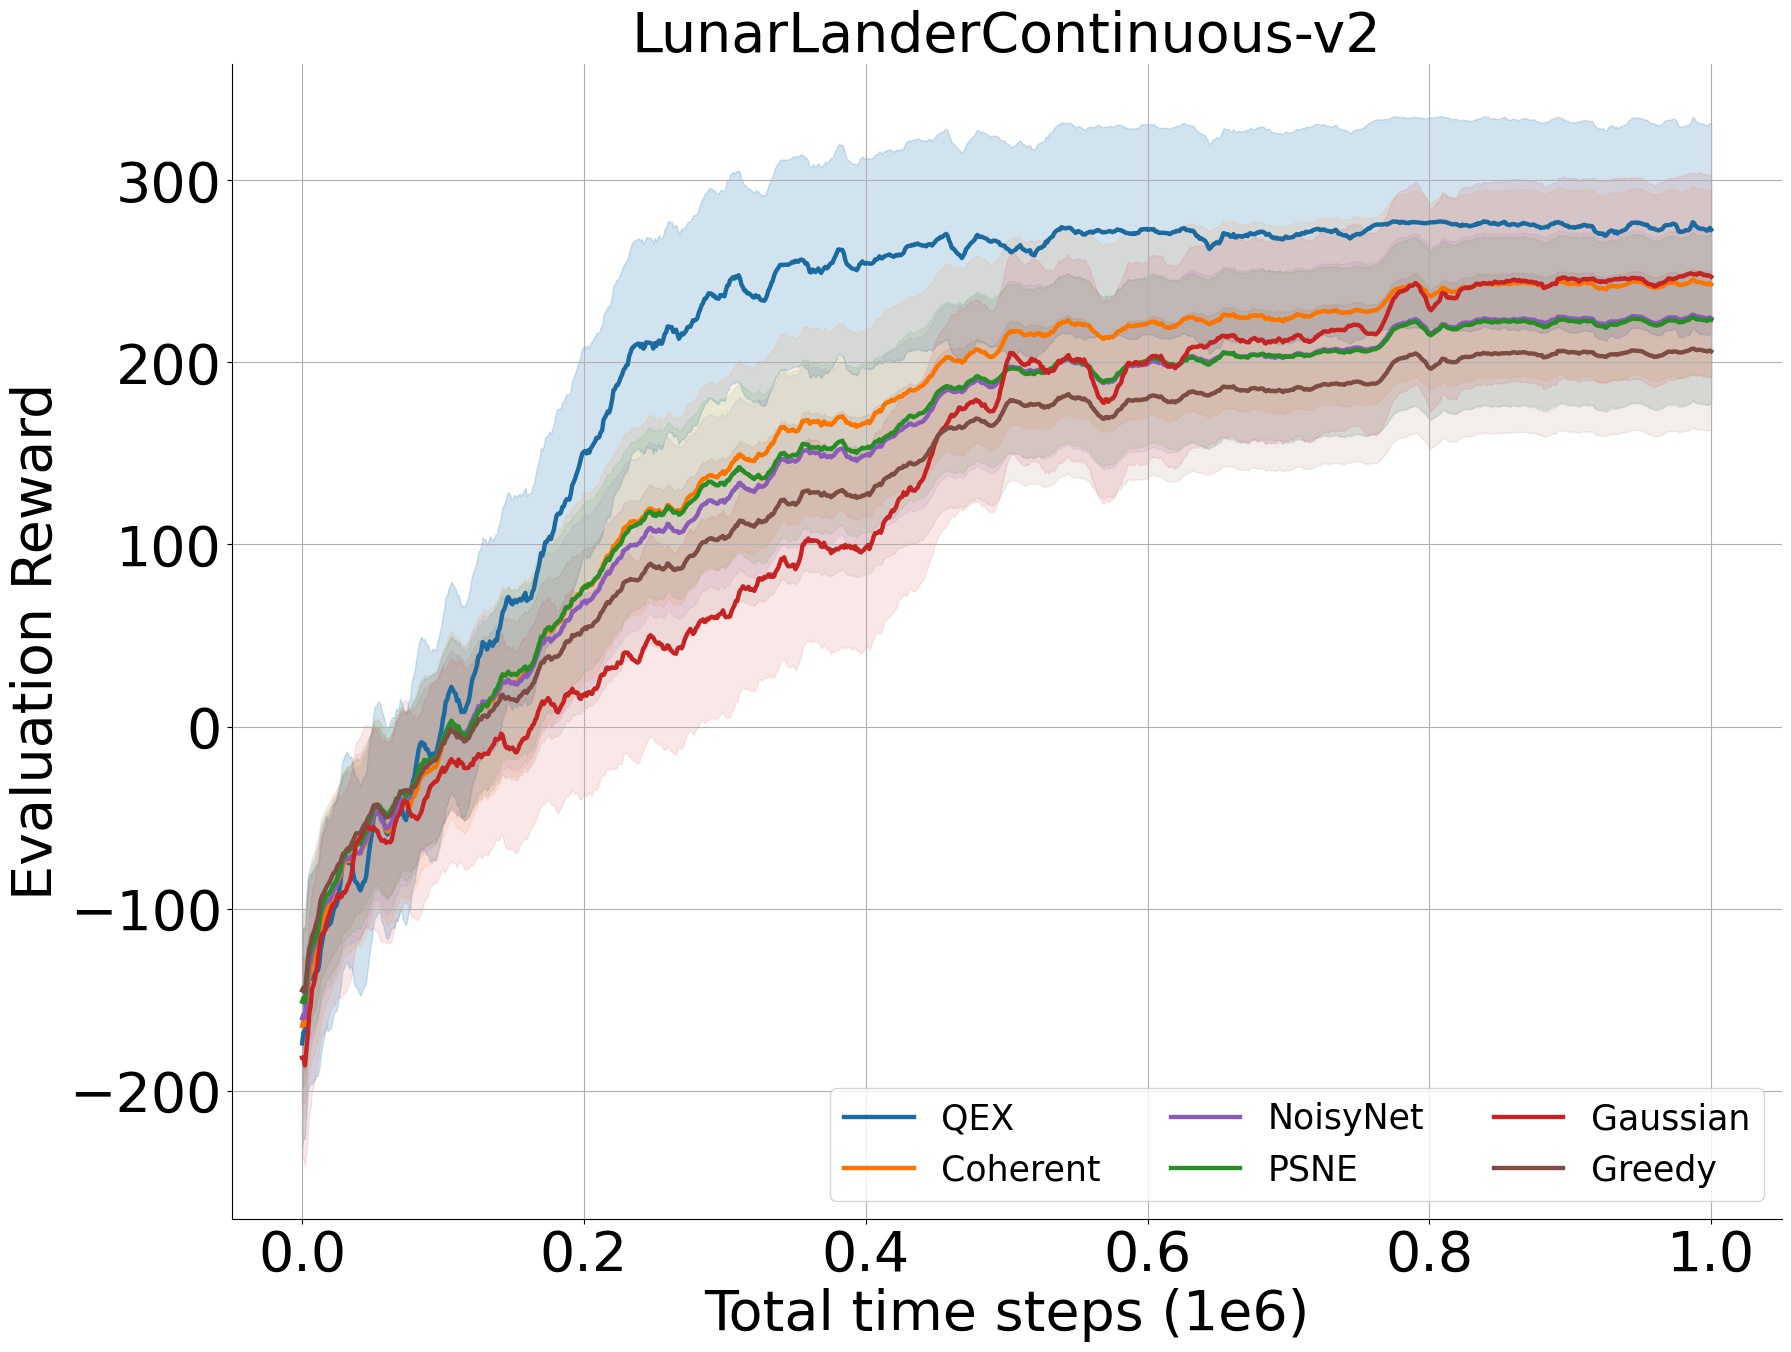 LunarLanderContinuous-v2
Evaluation Reward
300
200
100
0
−100
−200
QEX
Coherent
NoisyNet
PSNE
Gaussian
Greedy
0.0 0.2 0.4 0.6 0.8 1.0
Total time steps (1e6)